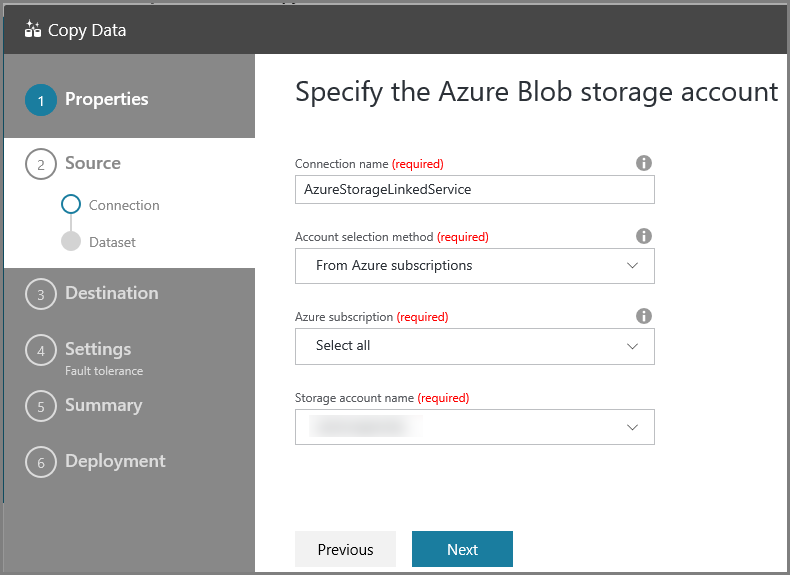 Copy Data
1 Properties
2 Source
Connection
Dataset
3 Destination
4 Settings
Fault tolerance
5 Summary
6 Deployment
Specify the Azure Blob storage account
Connection name (required)
AzureStorageLinkedService
Account selection method (required)
From Azure subscriptions
Azure subscription (required)
Select all
Storage account name (required)
Previous
Next